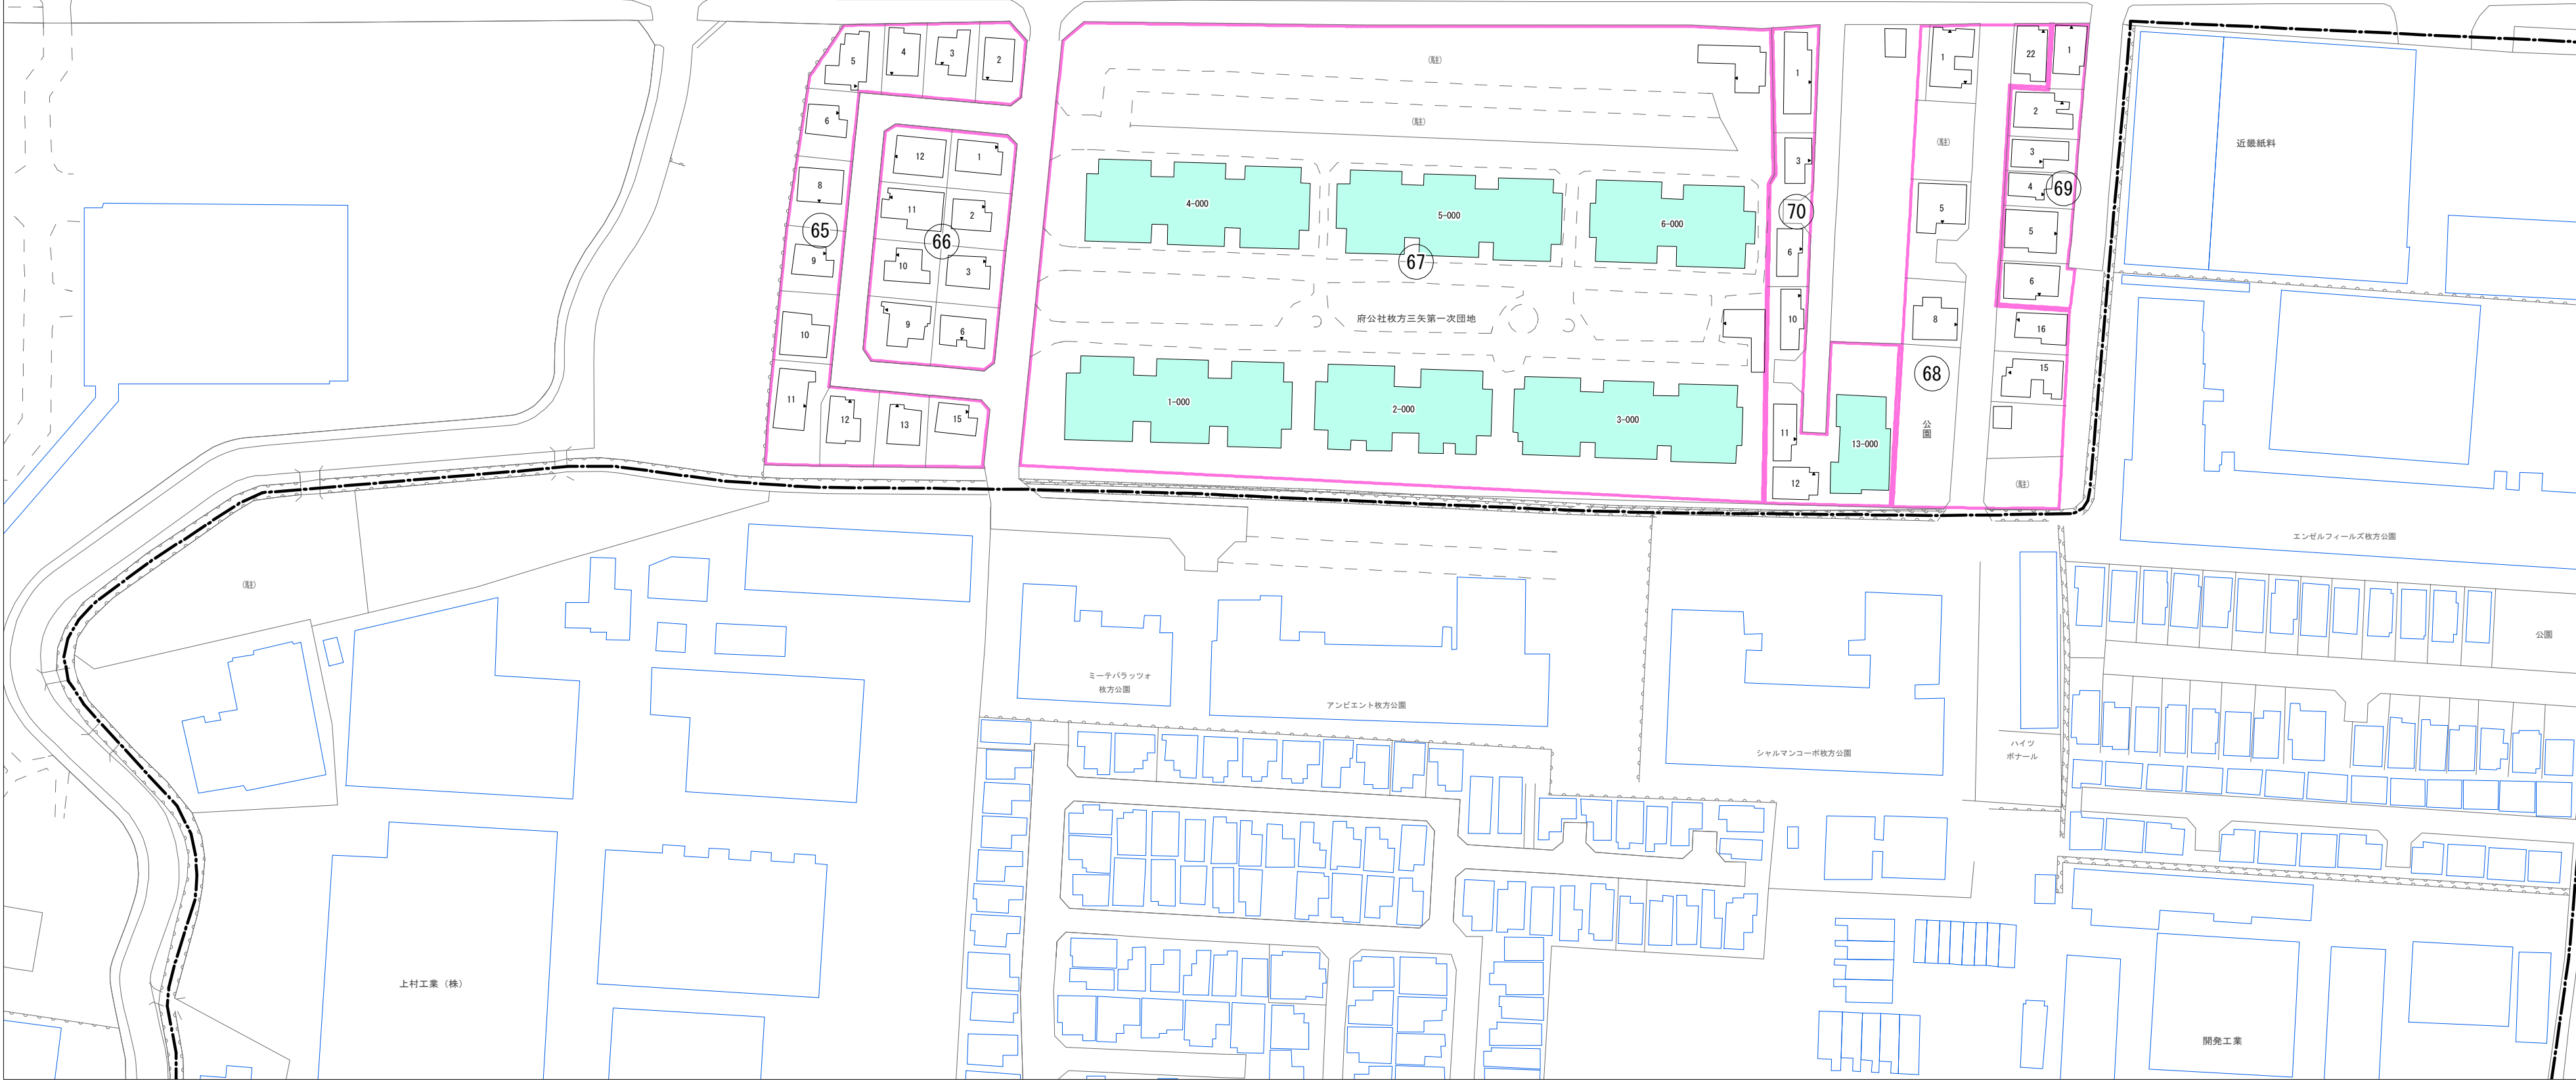 5
4
3
2
6
8
65
9
10
11
12
13
15
12
1
11
2
66
10
3
9
6
(駐)
(駐)
4-000
5-000
6-000
67
府公社枚方三矢第一次団地
1-000
2-000
3-000
1
3
70
6
10
11
12
13-000
1
(駐)
5
8
68
公園
22
1
2
3
4
69
5
6
16
15
(駐)
近畿紙料
エンゼルフィールズ枚方公園
公園
(駐)
ミーテパラッツォ
枚方公園
アンビエント枚方公園
シャルマンコーポ枚方公園
ハイツ
ボナール
上村工業(株)
開発工業